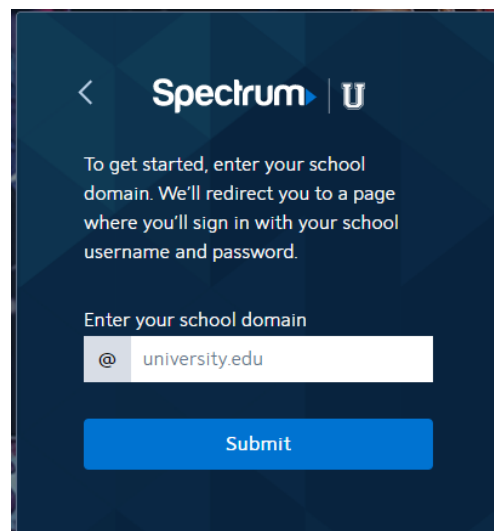 Spectrum U
To get started, enter your school
domain. We'll redirect you to a page
where you'll sign in with your school
username and password.
Enter your school domain
@ university.edu
Submit